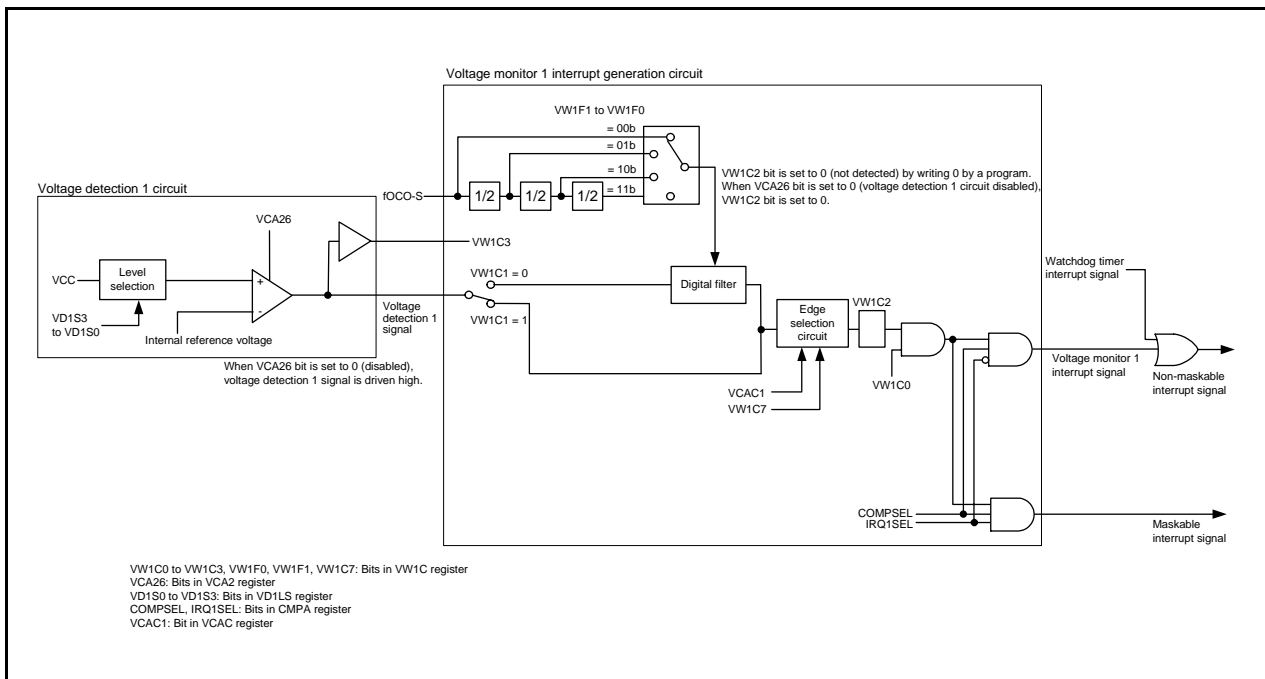 Voltage monitor 1 interrupt generation circuit
VW1F1 to VW1F0
= 00b
= 01b
= 10b
= 11b
fOCO-S
1/2
1/2
1/2
VW1C2 bit is set to 0 (not detected) by writing 0 by a program.
When VCA26 bit is set to 0 (voltage detection 1 circuit disabled),
VW1C2 bit is set to 0.
Voltage detection 1 circuit
VCA26
VW1C3
VCC
Level
selection
+
-
VD1S3
to VD1S0
Internal reference voltage
Voltage
detection 1
signal
When VCA26 bit is set to 0 (disabled),
voltage detection 1 signal is driven high.
VW1C1 = 0
VW1C1 = 1
Digital filter
Edge
selection
circuit
VW1C2
VCAC1
VW1C7
VW1C0
Watchdog timer
interrupt signal
Voltage monitor 1
interrupt signal
Non-maskable
interrupt signal
COMPSEL
IRQ1SEL
Maskable
interrupt signal
VW1C0 to VW1C3, VW1F0, VW1F1, VW1C7: Bits in VW1C register
VCA26: Bits in VCA2 register
VD1S0 to VD1S3: Bits in VD1LS register
COMPSEL, IRQ1SEL: Bits in CMPA register
VCAC1: Bit in VCAC register